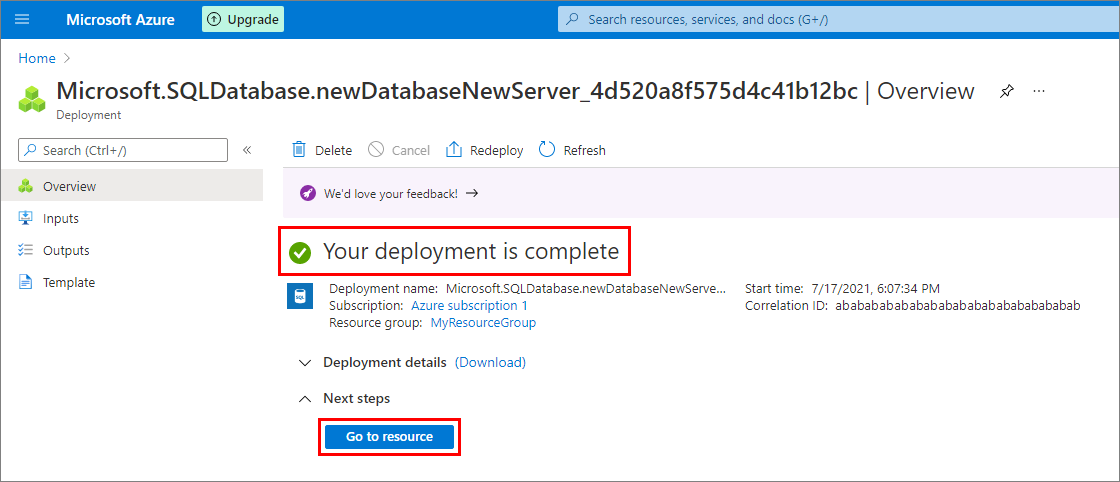 Microsoft Azure
Upgrade
Search resources, services, and docs (G+/)
Home
Microsoft.SQLDatabase.newDatabaseNewServer_4d520a8f575d4c41b12bc | Overview
Deployment
Search (Ctrl+/)
Delete
Cancel
Redeploy
Refresh
Overview
Inputs
Outputs
Template
We'd love your feedback!
Your deployment is complete
Deployment name: Microsoft.SQLDatabase.newDatabaseNewServe...
Subscription: Azure subscription 1
Resource group: MyResourceGroup
Start time: 7/17/2021, 6:07:34 PM
Correlation ID: abababababababababababababababab
Deployment details (Download)
Next steps
Go to resource